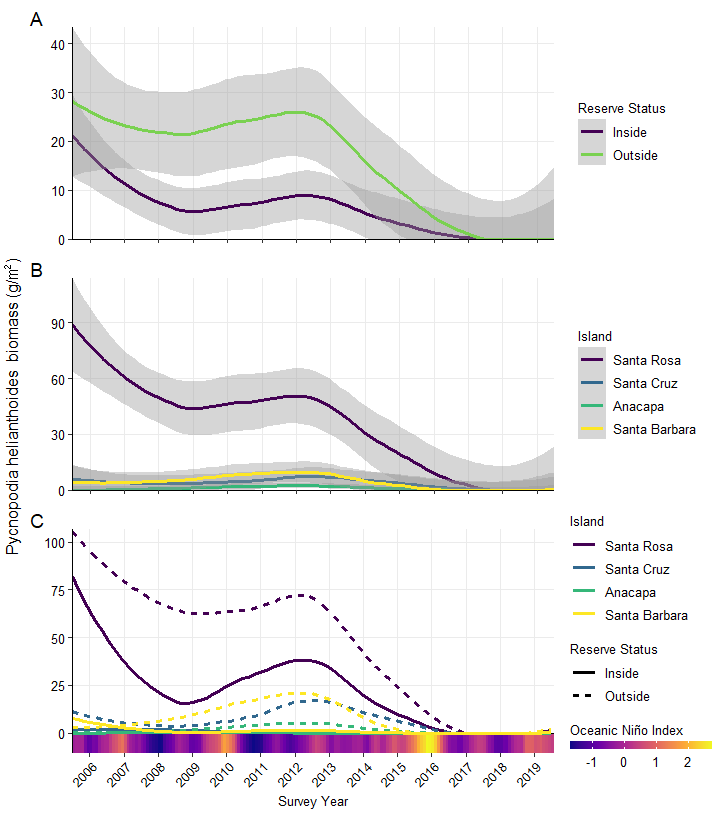 A
40
30
20
10
0
Reserve Status
Inside
Outside
B
90
60
30
0
Island
Santa Rosa
Santa Cruz
Anacapa
Santa Barbara
Pycnopodia helianthoides biomass (g/m²)
C
100
75
50
25
0
2006 2007 2008 2009 2010 2011 2012 2013 2014 2015 2016 2017 2018 2019
Survey Year
Island
Santa Rosa
Santa Cruz
Anacapa
Santa Barbara
Reserve Status
Inside
Outside
Oceanic Niño Index
-1 0 1 2